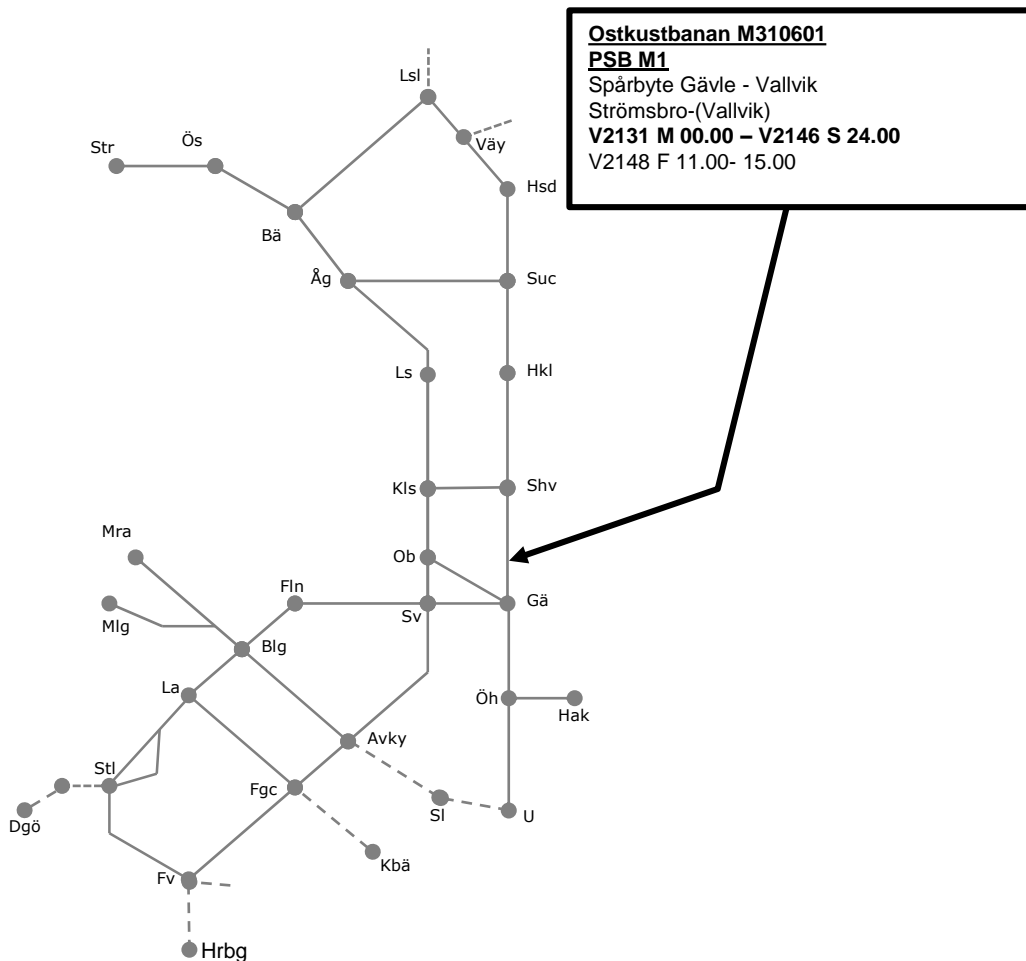 Ostkustbanan M310601
PSB M1
Spårbyte Gävle - Vallvik
Strömsbro-(Vallvik)
V2131 M 00.00 – V2146 S 24.00
V2148 F 11.00- 15.00
Lsl
Väy
Str
Ös
Hsd
Bä
Åg
Suc
Ls
Hkl
Kls
Shv
Mra
Ob
Fln
Mlg
Sv
Gä
Blg
La
Öh
Hak
Avky
Stl
Fgc
Sl
U
Dgö
Kbä
Fv
Hrbg